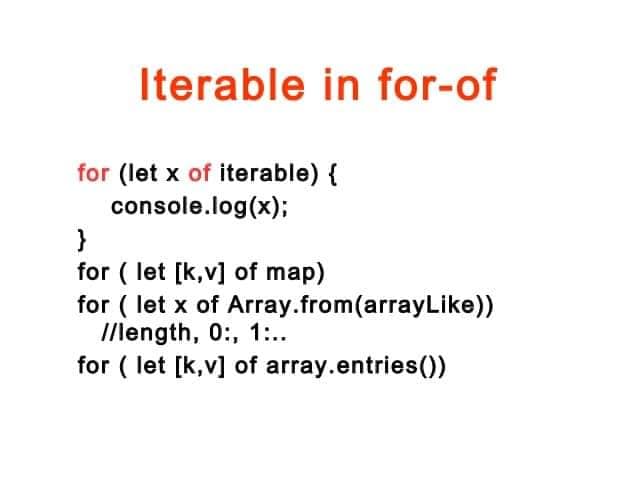 Iterable in for-of
for (let x of iterable) {
console.log(x);
}
for ( let [k,v] of map)
for ( let x of Array.from(arrayLike))
//length, 0:, 1:..
for ( let [k,v] of array.entries())